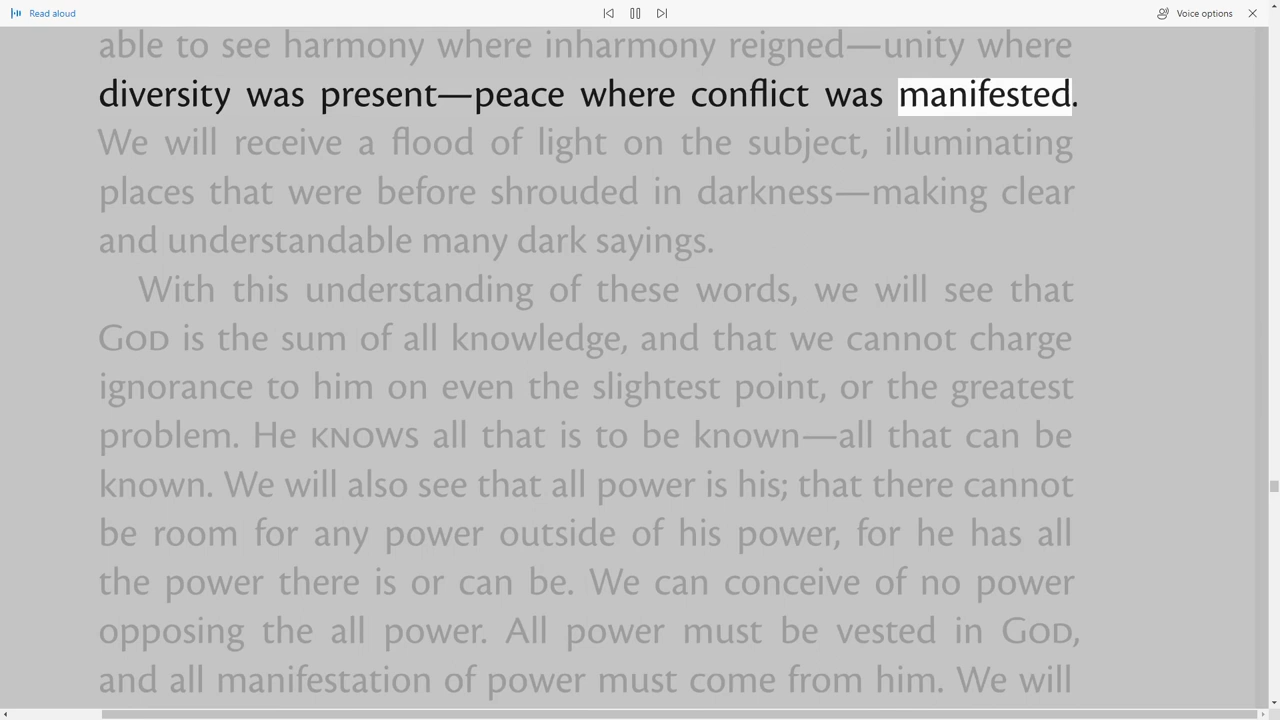 Read aloud
Voice options
able to see harmony where inharmony reigned—unity where
diversity was present—peace where conflict was manifested.
We will receive a flood of light on the subject, illuminating
places that were before shrouded in darkness—making clear
and understandable many dark sayings.
With this understanding of these words, we will see that
GOD is the sum of all knowledge, and that we cannot charge
ignorance to him on even the slightest point, or the greatest
problem. He KNOWS all that is to be known—all that can be
known. We will also see that all power is his; that there cannot
be room for any power outside of his power, for he has all
the power there is or can be. We can conceive of no power
opposing the all power. All power must be vested in GOD,
and all manifestation of power must come from him. We will